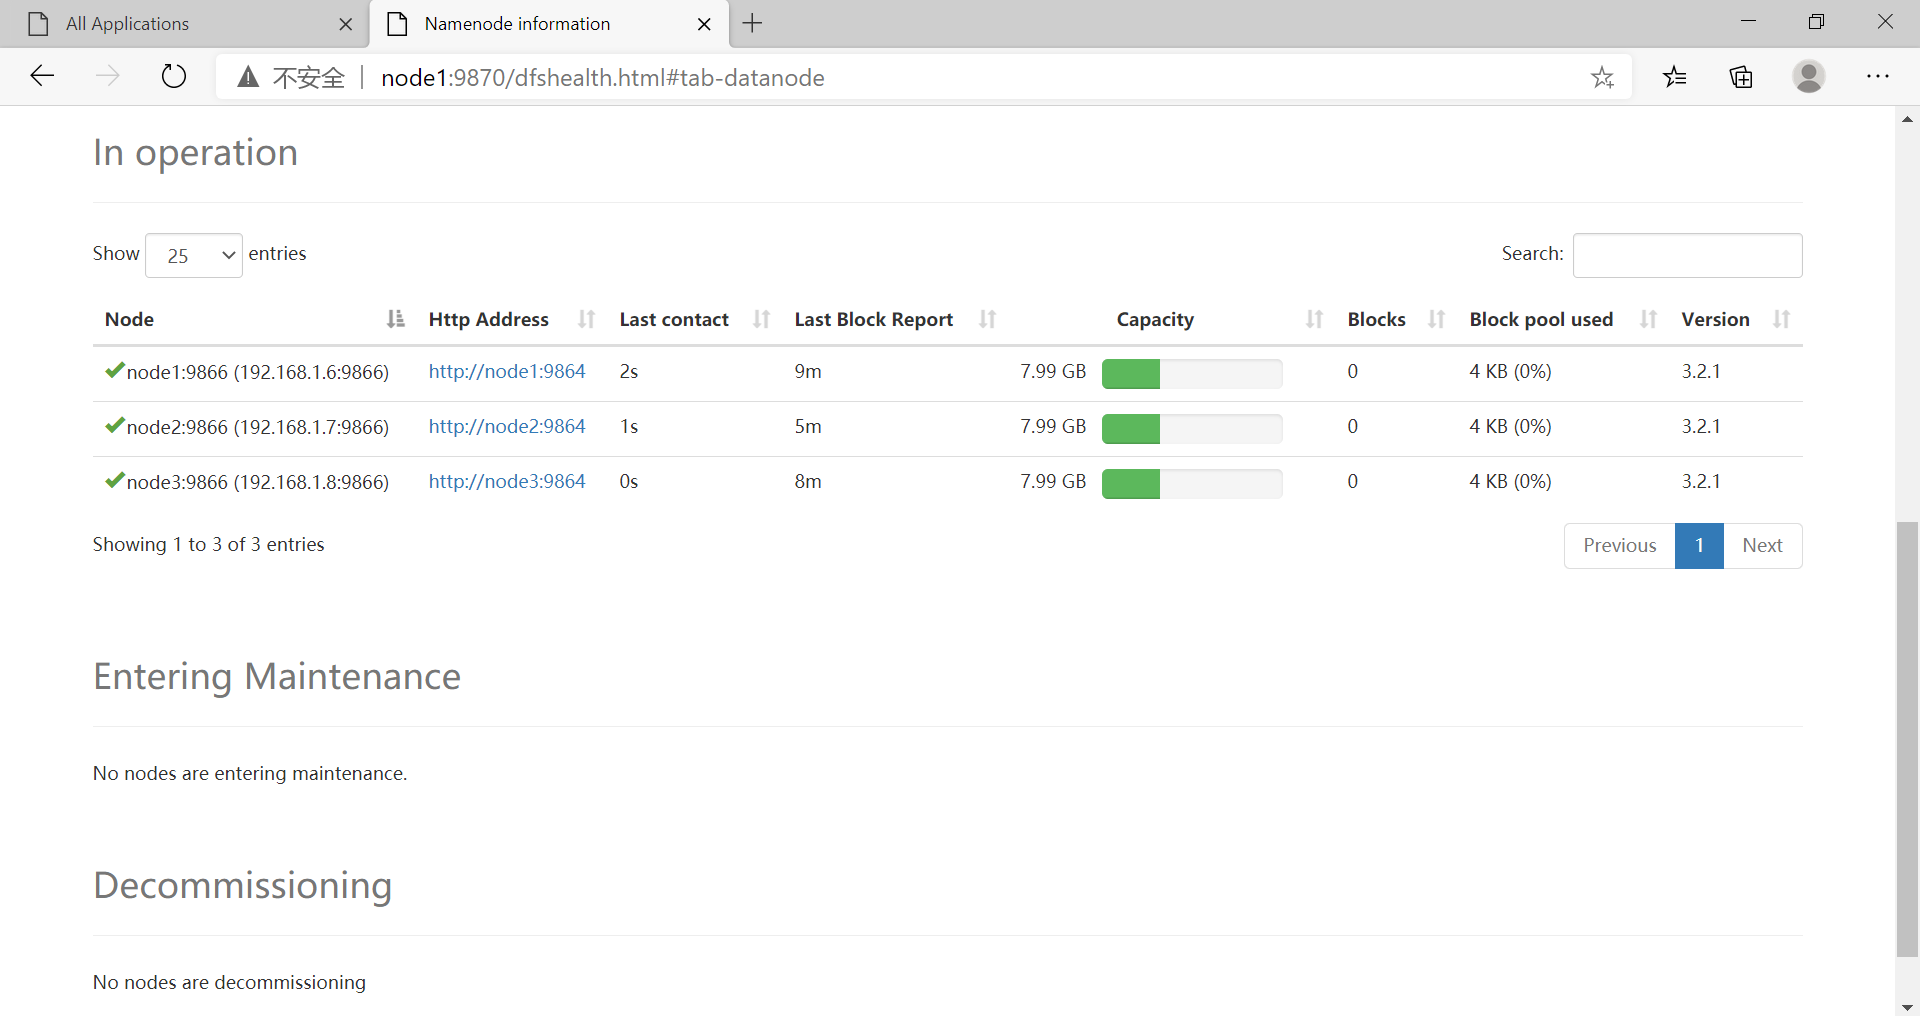 All Applications
Namenode information
不安全 | node1:9870/dfshealth.html#tab-datanode
In operation
Show 25 entries Search:
Node Http Address Last contact Last Block Report Capacity Blocks Block pool used Version
node1:9866 (192.168.1.6:9866) http://node1:9864 2s 9m 7.99 GB 0 4 KB (0%) 3.2.1
node2:9866 (192.168.1.7:9866) http://node2:9864 1s 5m 7.99 GB 0 4 KB (0%) 3.2.1
node3:9866 (192.168.1.8:9866) http://node3:9864 0s 8m 7.99 GB 0 4 KB (0%) 3.2.1
Showing 1 to 3 of 3 entries Previous 1 Next
Entering Maintenance
No nodes are entering maintenance.
Decommissioning
No nodes are decommissioning